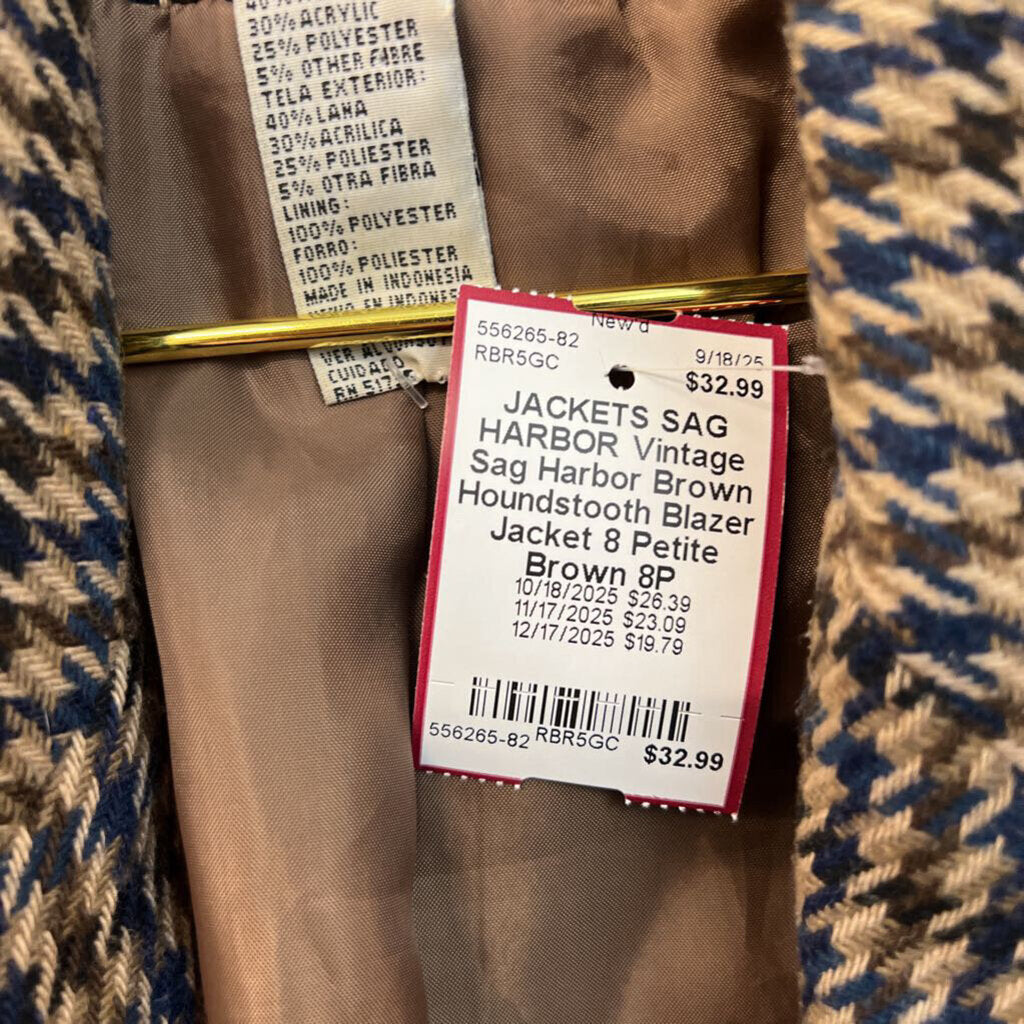 30% ACRYLIC
25% POLYESTER
5% OTHER FIBRE
TELA EXTERIOR:
40% LANA
30% ACRILICA
25% POLIESTER
5% OTRA FIBRA
LINING:
100% POLYESTER
FORRO:
100% POLIESTER
MADE IN INDONESIA
CUIDADO
New'd
556265-82
RBR5GC
9/18/25
$32.99
JACKETS SAG
HARBOR Vintage
Sag Harbor Brown
Houndstooth Blazer
Jacket 8 Petite
Brown 8P
10/18/2025 $26.39
11/17/2025 $23.09
12/17/2025 $19.79
556265-82 RBR5GC $32.99